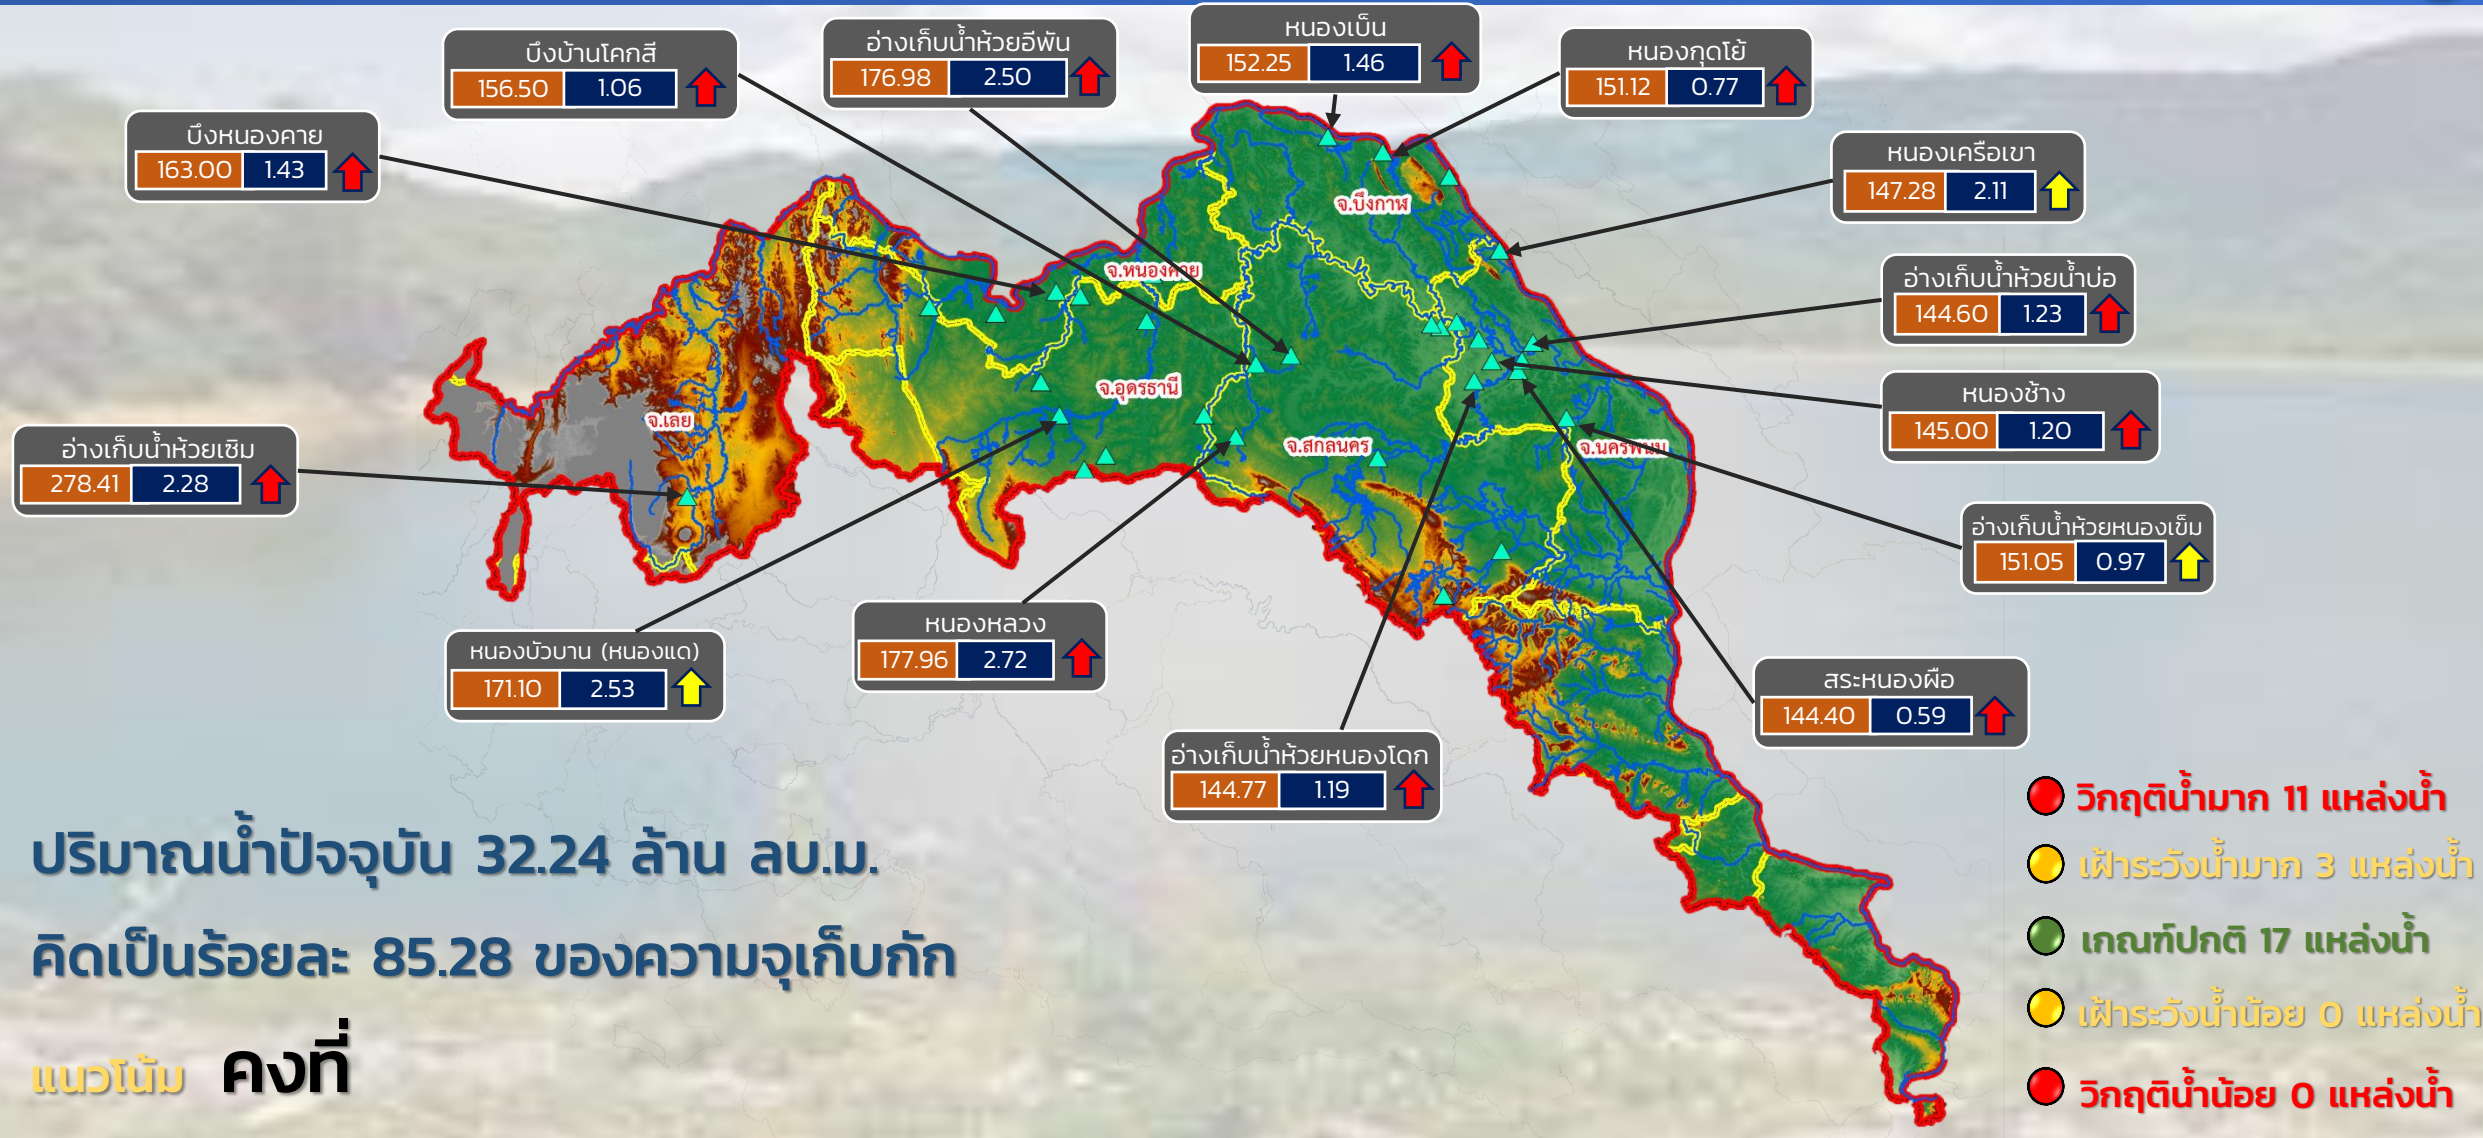 บึงบ้านโคกสี
156.50 1.06
อ่างเก็บน้ำห้วยอีพัน
176.98 2.50
หนองเบ็น
152.25 1.46
หนองกุดโย้
151.12 0.77
บึงหนองคาย
163.00 1.43
หนองเครือเขา
147.28 2.11
อ่างเก็บน้ำห้วยน้ำบ่อ
144.60 1.23
หนองช้าง
145.00 1.20
อ่างเก็บน้ำห้วยเซิม
278.41 2.28
อ่างเก็บน้ำห้วยหนองเข็ม
151.05 0.97
หนองบัวบาน (หนองแด)
171.10 2.53
หนองหลวง
177.96 2.72
สระหนองผือ
144.40 0.59
อ่างเก็บน้ำห้วยหนองโดก
144.77 1.19
จ.บึงกาฬ
จ.หนองคาย
จ.อุดรธานี
จ.เลย
จ.สกลนคร
จ.นครพนม
ปริมาณน้ำปัจจุบัน 32.24 ล้าน ลบ.ม.
คิดเป็นร้อยละ 85.28 ของความจุเก็บกัก
แนวโน้ม คงที่
วิกฤติน้ำมาก 11 แหล่งน้ำ
เฝ้าระวังน้ำมาก 3 แหล่งน้ำ
เกณฑ์ปกติ 17 แหล่งน้ำ
เฝ้าระวังน้ำน้อย 0 แหล่งน้ำ
วิกฤติน้ำน้อย 0 แหล่งน้ำ